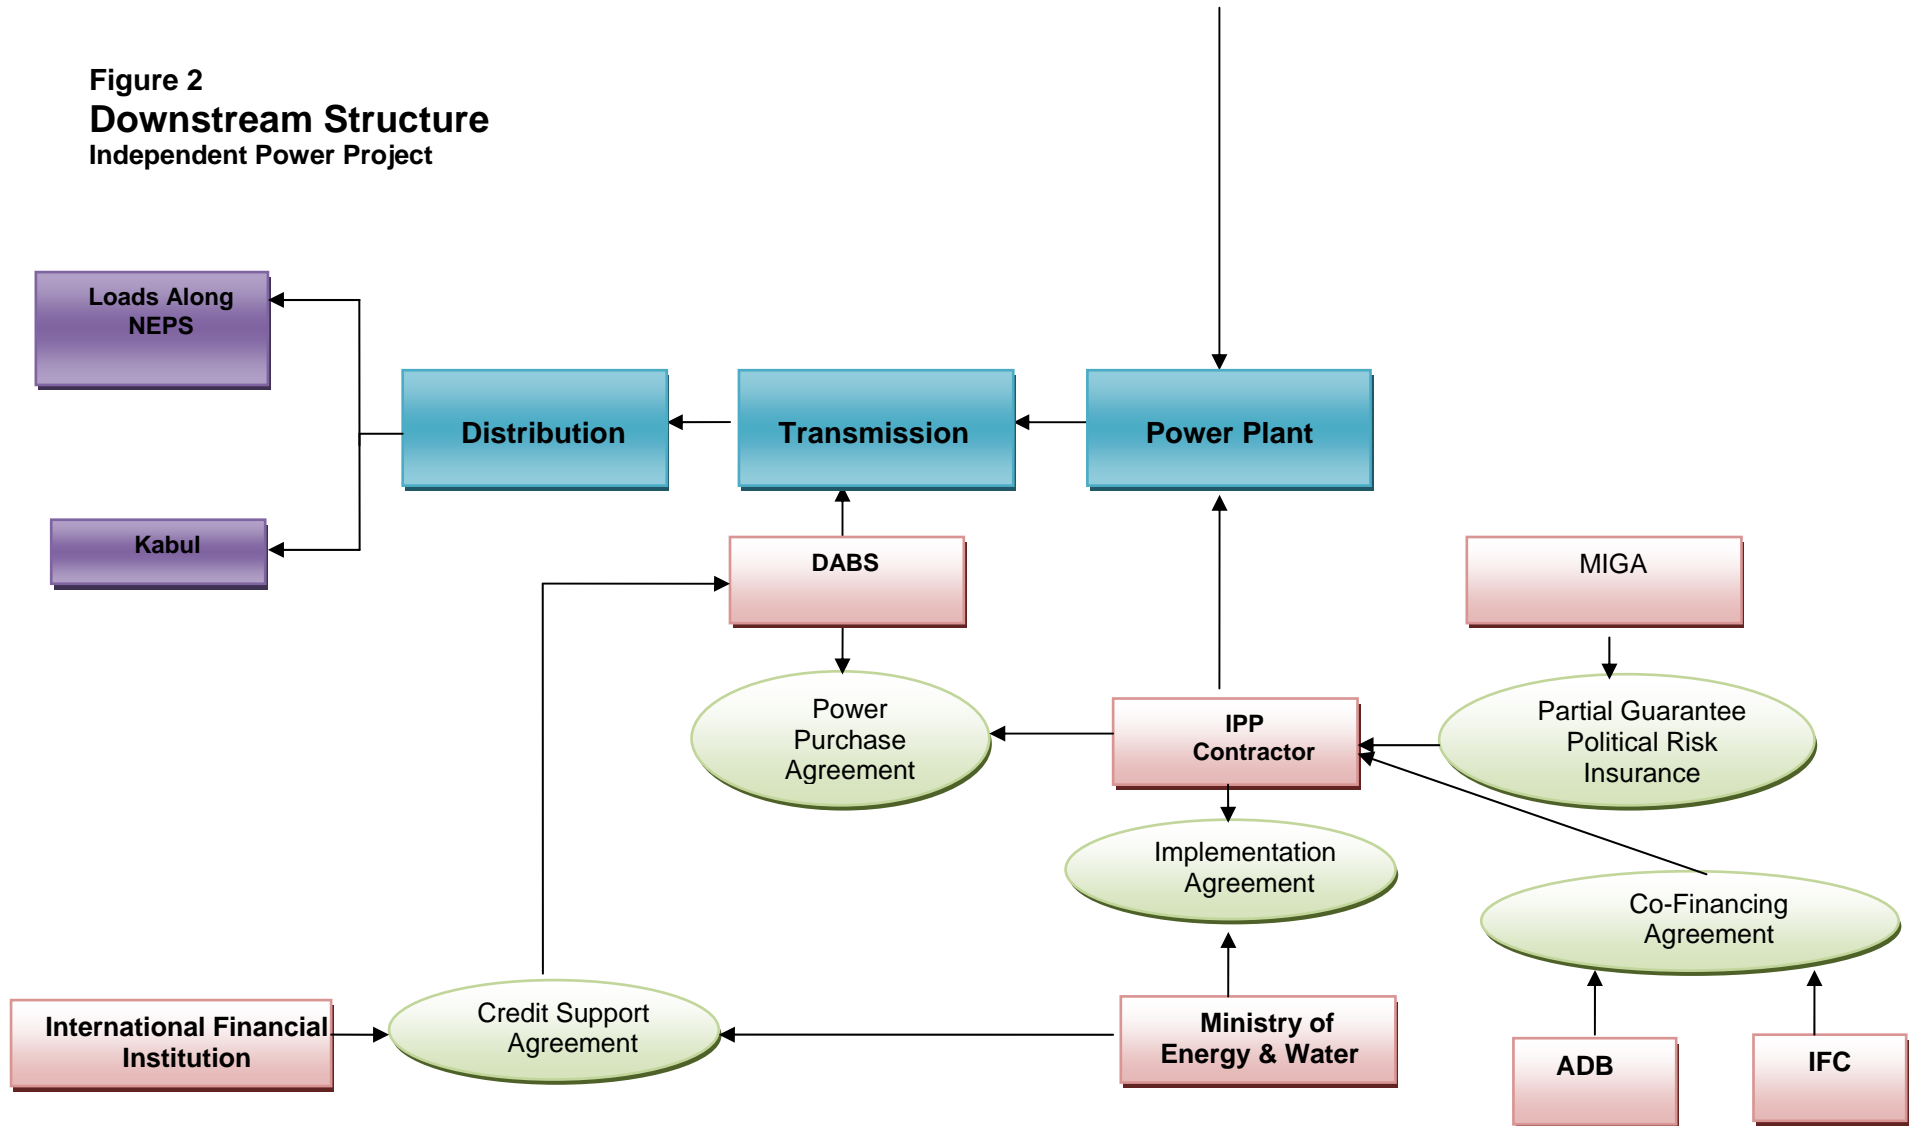 Figure 2
Downstream Structure
Independent Power Project
Loads Along
NEPS
Distribution
Transmission
Power Plant
Kabul
DABS
MIGA
Power
Purchase
Agreement
IPP
Contractor
Partial Guarantee
Political Risk
Insurance
Implementation
Agreement
Co-Financing
Agreement
International Financial
Institution
Credit Support
Agreement
Ministry of
Energy & Water
ADB
IFC